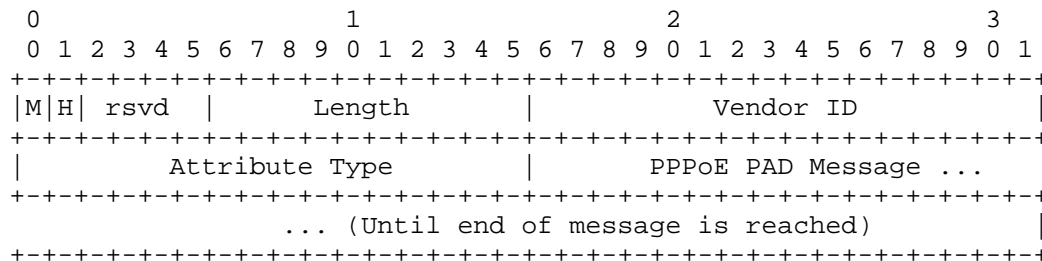 0                   1                   2                   3
 0 1 2 3 4 5 6 7 8 9 0 1 2 3 4 5 6 7 8 9 0 1 2 3 4 5 6 7 8 9 0 1
+-+-+-+-+-+-+-+-+-+-+-+-+-+-+-+-+-+-+-+-+-+-+-+-+-+-+-+-+-+-+-+-+
|M|H| rsvd  |      Length       |           Vendor ID           |
+-+-+-+-+-+-+-+-+-+-+-+-+-+-+-+-+-+-+-+-+-+-+-+-+-+-+-+-+-+-+-+-+
|         Attribute Type        |       PPPoE PAD Message ...
+-+-+-+-+-+-+-+-+-+-+-+-+-+-+-+-+-+-+-+-+-+-+-+-+-+-+-+-+-+-+-+-+
                 ... (Until end of message is reached)          |
+-+-+-+-+-+-+-+-+-+-+-+-+-+-+-+-+-+-+-+-+-+-+-+-+-+-+-+-+-+-+-+-+